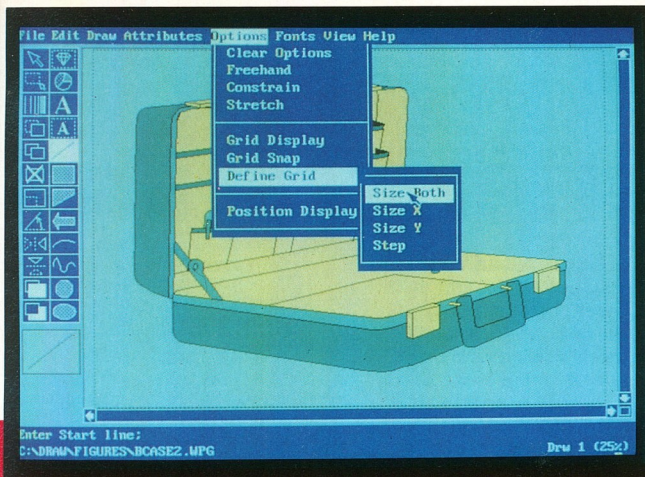 File Edit Draw Attributes Options Fonts View Help
Clear Options
Freehand
Constrain
Stretch
Grid Display
Grid Snap
Define Grid
Position Display
Size Both
Size X
Size Y
Step
A
A
Enter Start line;
C:\DRAW\FIGURES\BCASE2.WPG
Drw 1 (25%)